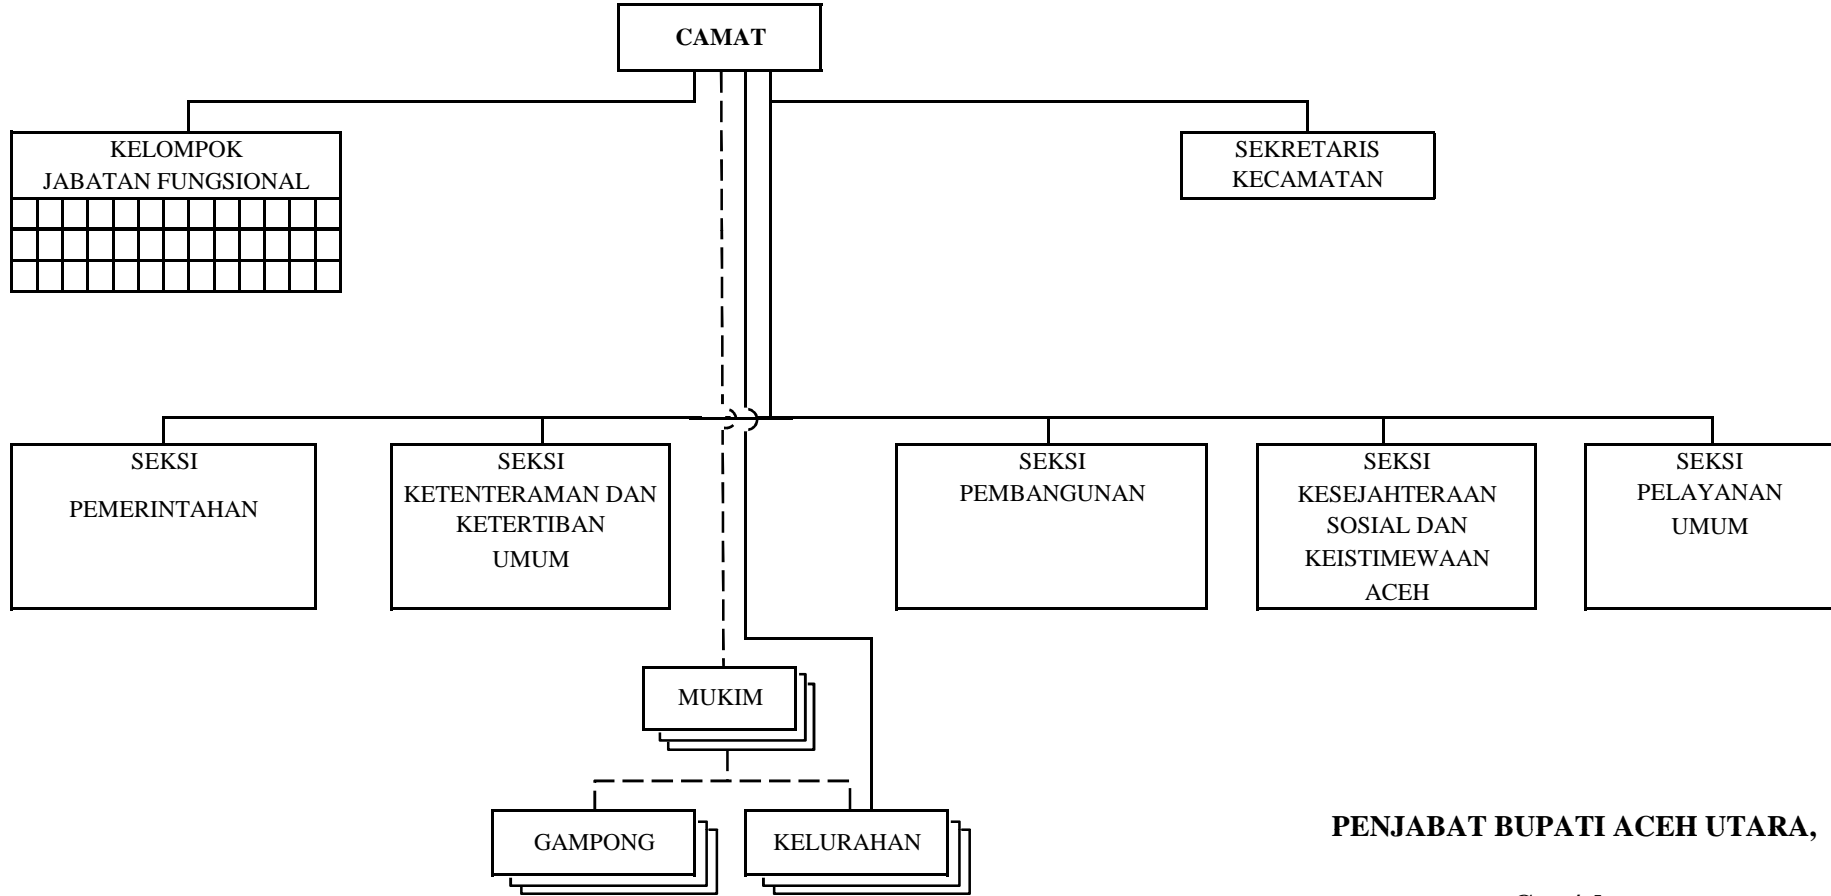 CAMAT
KELOMPOK
JABATAN FUNGSIONAL
SEKRETARIS
KECAMATAN
SEKSI
PEMERINTAHAN
SEKSI
KETENTERAMAN DAN
KETERTIBAN
UMUM
SEKSI
PEMBANGUNAN
SEKSI
KESEJAHTERAAN
SOSIAL DAN
KEISTIMEWAAN
ACEH
SEKSI
PELAYANAN
UMUM
MUKIM
GAMPONG
KELURAHAN
PENJABAT BUPATI ACEH UTARA,